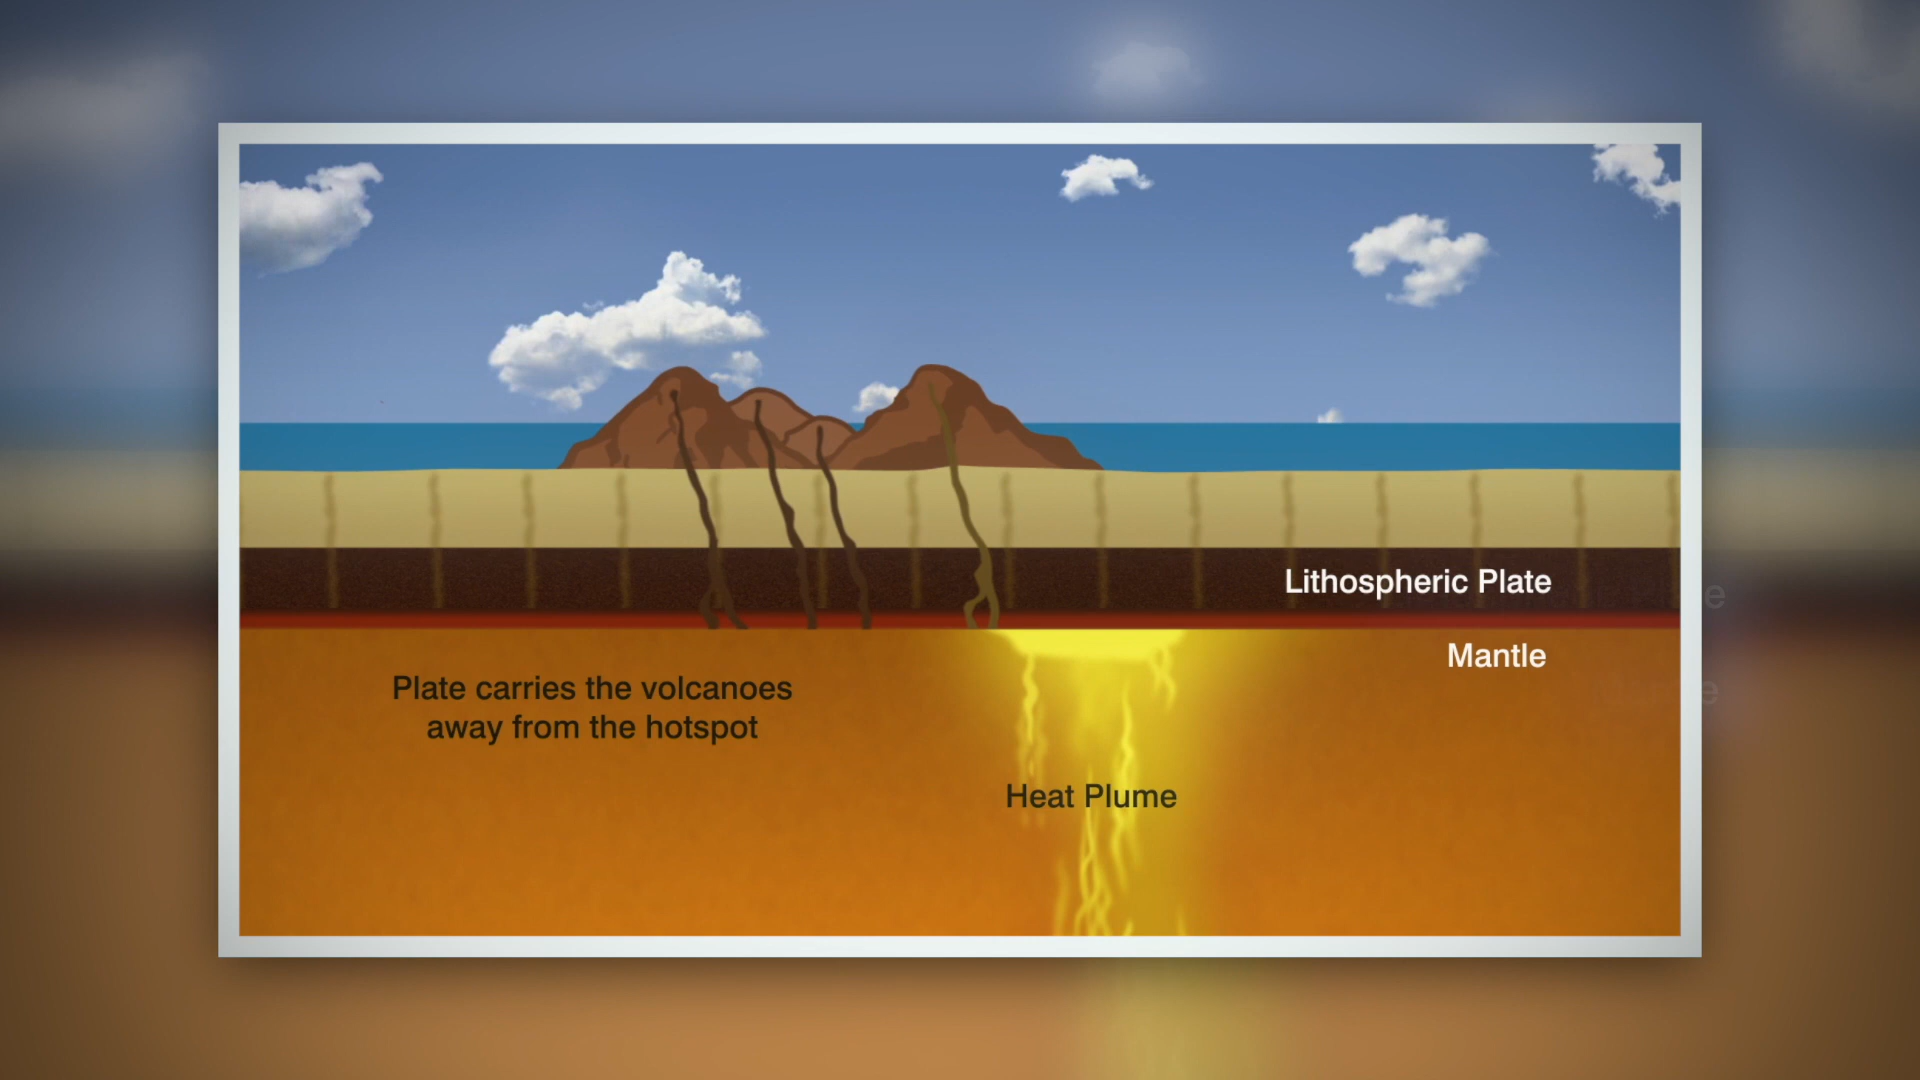 Lithospheric Plate
Mantle
Plate carries the volcanoes
away from the hotspot
Heat Plume